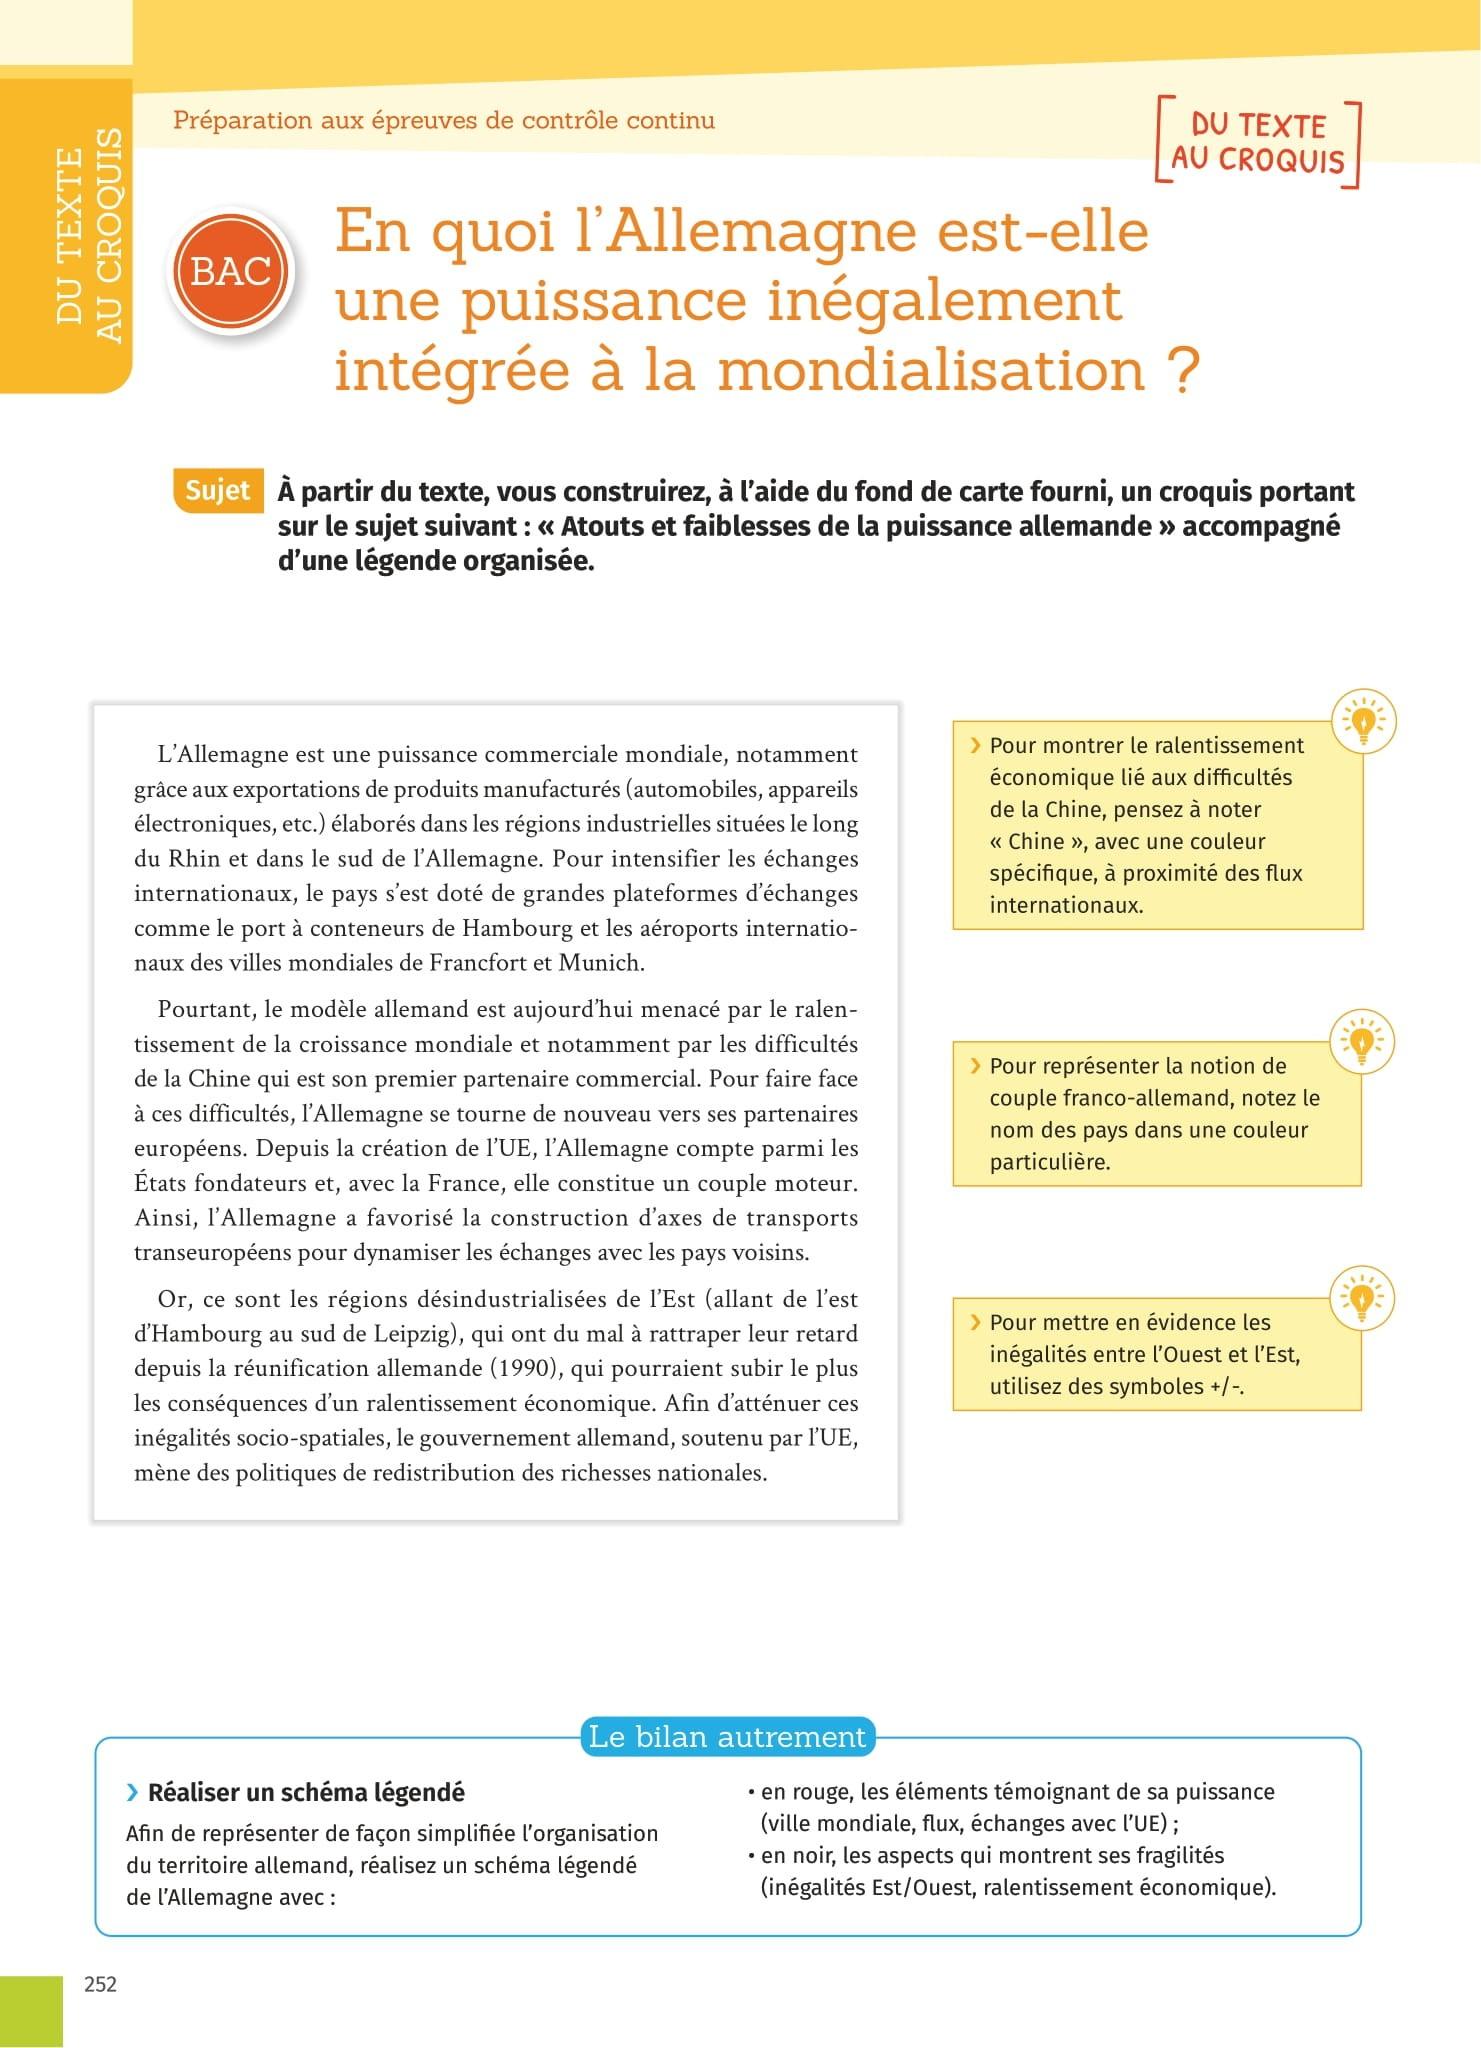 DU TEXTE
AU CROQUIS
Préparation aux épreuves de contrôle continu
DU TEXTE
AU CROQUIS
BAC
En quoi l'Allemagne est-elle
une puissance inégalement
intégrée à la mondialisation ?
Sujet
À partir du texte, vous construirez, à l'aide du fond de carte fourni, un croquis portant
sur le sujet suivant : « Atouts et faiblesses de la puissance allemande » accompagné
d'une légende organisée.
L'Allemagne est une puissance commerciale mondiale, notamment
grâce aux exportations de produits manufacturés (automobiles, appareils
électroniques, etc.) élaborés dans les régions industrielles situées le long
du Rhin et dans le sud de l'Allemagne. Pour intensifier les échanges
internationaux, le pays s'est doté de grandes plateformes d'échanges
comme le port à conteneurs de Hambourg et les aéroports internatio-
naux des villes mondiales de Francfort et Munich.
Pourtant, le modèle allemand est aujourd'hui menacé par le ralen-
tissement de la croissance mondiale et notamment par les difficultés
de la Chine qui est son premier partenaire commercial. Pour faire face
à ces difficultés, l'Allemagne se tourne de nouveau vers ses partenaires
européens. Depuis la création de l'UE, l'Allemagne compte parmi les
États fondateurs et, avec la France, elle constitue un couple moteur.
Ainsi, l'Allemagne a favorisé la construction d'axes de transports
transeuropéens pour dynamiser les échanges avec les pays voisins.
Or, ce sont les régions désindustrialisées de l'Est (allant de l'est
d'Hambourg au sud de Leipzig), qui ont du mal à rattraper leur retard
depuis la réunification allemande (1990), qui pourraient subir le plus
les conséquences d'un ralentissement économique. Afin d'atténuer ces
inégalités socio-spatiales, le gouvernement allemand, soutenu par l'UE,
mène des politiques de redistribution des richesses nationales.
› Pour montrer le ralentissement
économique lié aux difficultés
de la Chine, pensez à noter
« Chine », avec une couleur
spécifique, à proximité des flux
internationaux.
› Pour représenter la notion de
couple franco-allemand, notez le
nom des pays dans une couleur
particulière.
› Pour mettre en évidence les
inégalités entre l'Ouest et l'Est,
utilisez des symboles +/-.
Le bilan autrement
› Réaliser un schéma légendé
Afin de représenter de façon simplifiée l'organisation
du territoire allemand, réalisez un schéma légendé
de l'Allemagne avec :
• en rouge, les éléments témoignant de sa puissance
(ville mondiale, flux, échanges avec l'UE) ;
• en noir, les aspects qui montrent ses fragilités
(inégalités Est/Ouest, ralentissement économique).
252